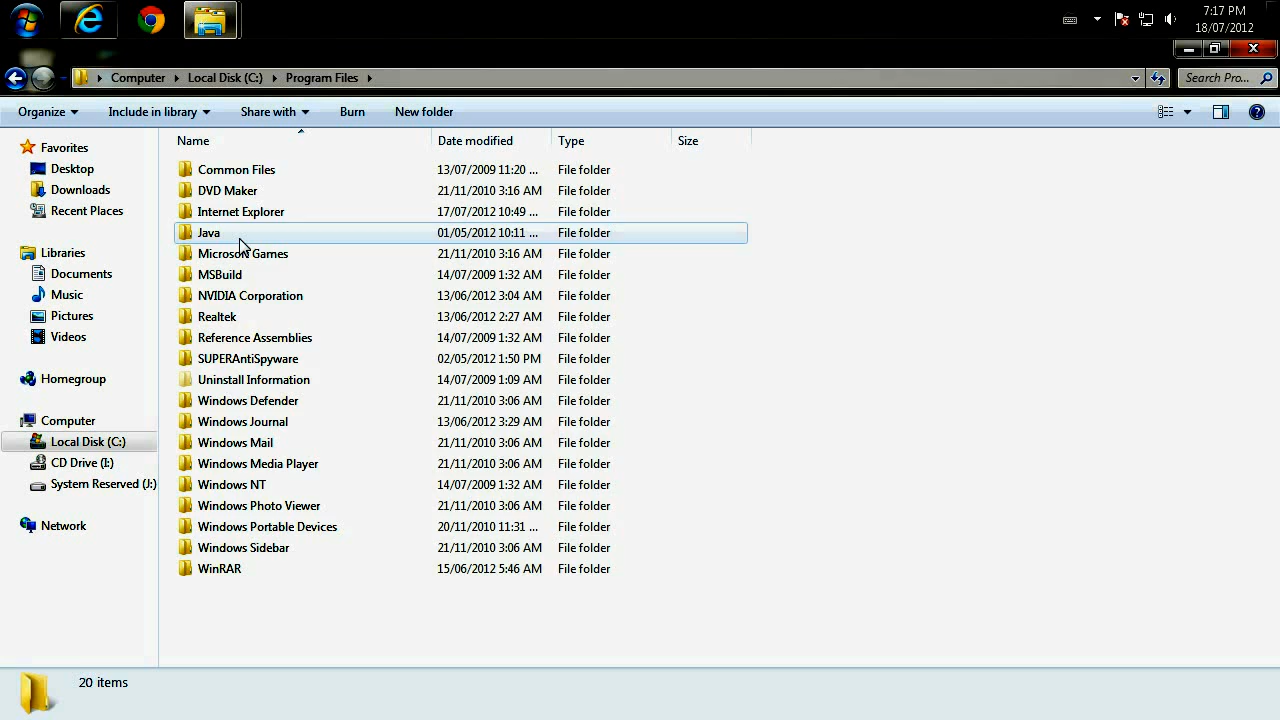 7:17 PM
18/07/2012
Computer Local Disk (C:) Program Files Search Pro...
Organize Include in library Share with Burn New folder
Name Date modified Type Size
Favorites
Desktop
Downloads
Recent Places
Libraries
Documents
Music
Pictures
Videos
Homegroup
Computer
Local Disk (C:)
CD Drive (I:)
System Reserved (J:)
Network
Common Files 13/07/2009 11:20 ... File folder
DVD Maker 21/11/2010 3:16 AM File folder
Internet Explorer 17/07/2012 10:49 ... File folder
Java 01/05/2012 10:11 ... File folder
Microsoft Games 21/11/2010 3:16 AM File folder
MSBuild 14/07/2009 1:32 AM File folder
NVIDIA Corporation 13/06/2012 3:04 AM File folder
Realtek 13/06/2012 2:27 AM File folder
Reference Assemblies 14/07/2009 1:32 AM File folder
SUPERAntiSpyware 02/05/2012 1:50 PM File folder
Uninstall Information 14/07/2009 1:09 AM File folder
Windows Defender 21/11/2010 3:06 AM File folder
Windows Journal 13/06/2012 3:29 AM File folder
Windows Mail 21/11/2010 3:06 AM File folder
Windows Media Player 21/11/2010 3:06 AM File folder
Windows NT 14/07/2009 1:32 AM File folder
Windows Photo Viewer 21/11/2010 3:06 AM File folder
Windows Portable Devices 20/11/2010 11:31 ... File folder
Windows Sidebar 21/11/2010 3:06 AM File folder
WinRAR 15/06/2012 5:46 AM File folder
20 items